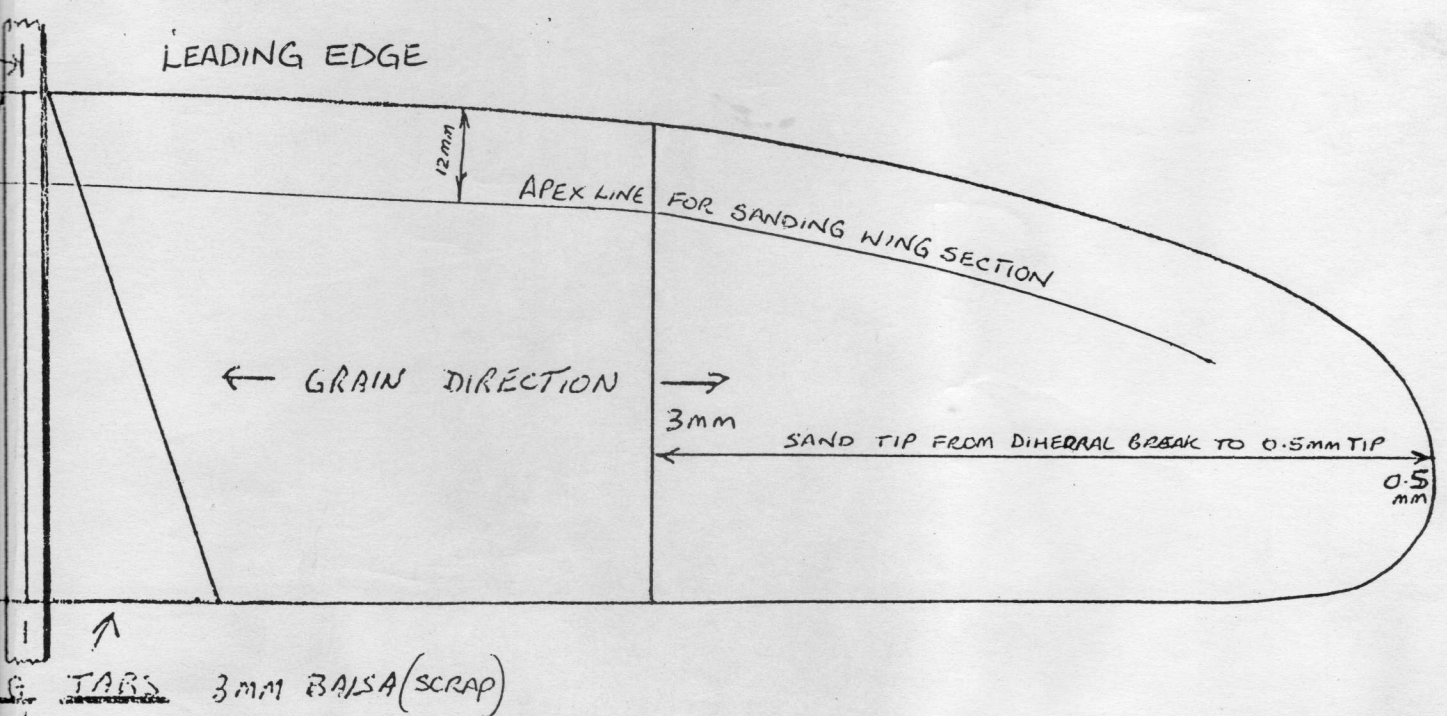 LEADING EDGE
12mm
APEX LINE FOR SANDING WING SECTION
GRAIN DIRECTION
3mm
SAND TIP FROM DIHERRAL BREAK TO 0.5mm TIP
0.5
mm
TABS 3mm BALSA (SCRAP)